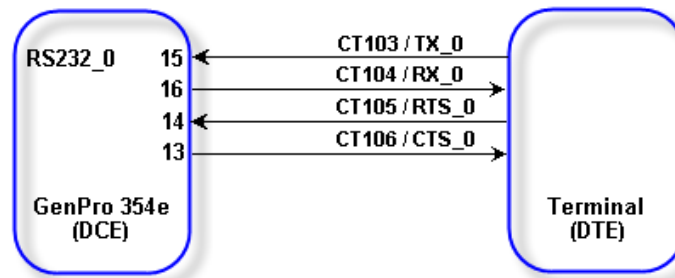 RS232_0
15
CT103 / TX_0
16
CT104 / RX_0
14
CT105 / RTS_0
13
CT106 / CTS_0
GenPro 354e
(DCE)
Terminal
(DTE)